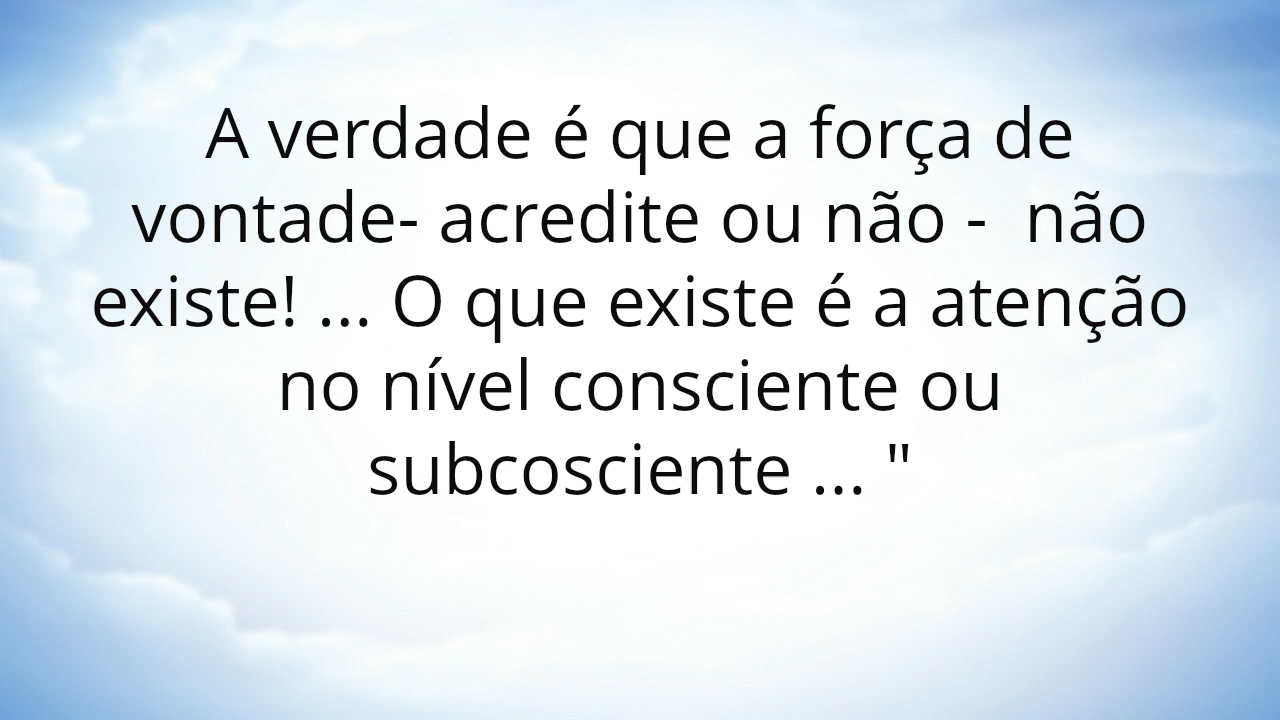 A verdade é que a força de
vontade- acredite ou não -  não
existe! ... O que existe é a atenção
no nível consciente ou
subcosciente ... "